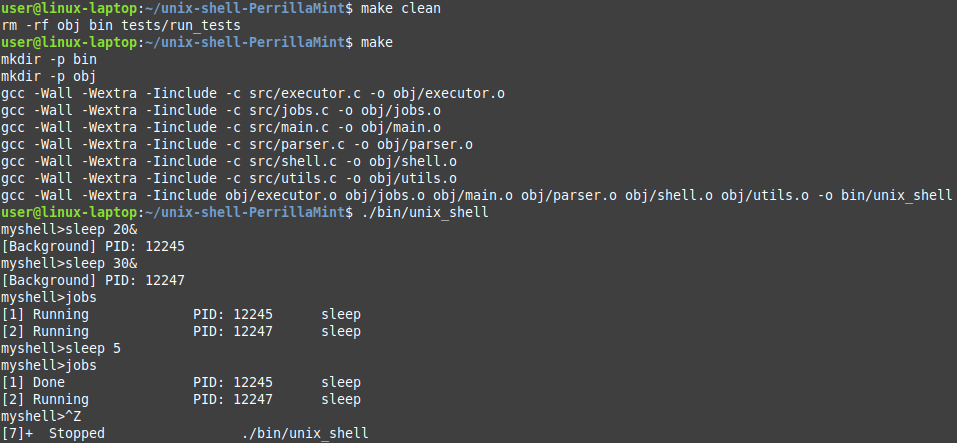 user@linux-laptop:~/unix-shell-PerrillaMint$ make clean
rm -rf obj bin tests/run_tests
user@linux-laptop:~/unix-shell-PerrillaMint$ make
mkdir -p bin
mkdir -p obj
gcc -Wall -Wextra -Iinclude -c src/executor.c -o obj/executor.o
gcc -Wall -Wextra -Iinclude -c src/jobs.c -o obj/jobs.o
gcc -Wall -Wextra -Iinclude -c src/main.c -o obj/main.o
gcc -Wall -Wextra -Iinclude -c src/parser.c -o obj/parser.o
gcc -Wall -Wextra -Iinclude -c src/shell.c -o obj/shell.o
gcc -Wall -Wextra -Iinclude -c src/utils.c -o obj/utils.o
gcc -Wall -Wextra -Iinclude obj/executor.o obj/jobs.o obj/main.o obj/parser.o obj/shell.o obj/utils.o -o bin/unix_shell
user@linux-laptop:~/unix-shell-PerrillaMint$ ./bin/unix_shell
myshell>sleep 20&
[Background] PID: 12245
myshell>sleep 30&
[Background] PID: 12247
myshell>jobs
[1] Running             PID: 12245      sleep
[2] Running             PID: 12247      sleep
myshell>sleep 5
myshell>jobs
[1] Done                PID: 12245      sleep
[2] Running             PID: 12247      sleep
myshell>^Z
[7]+  Stopped                 ./bin/unix_shell